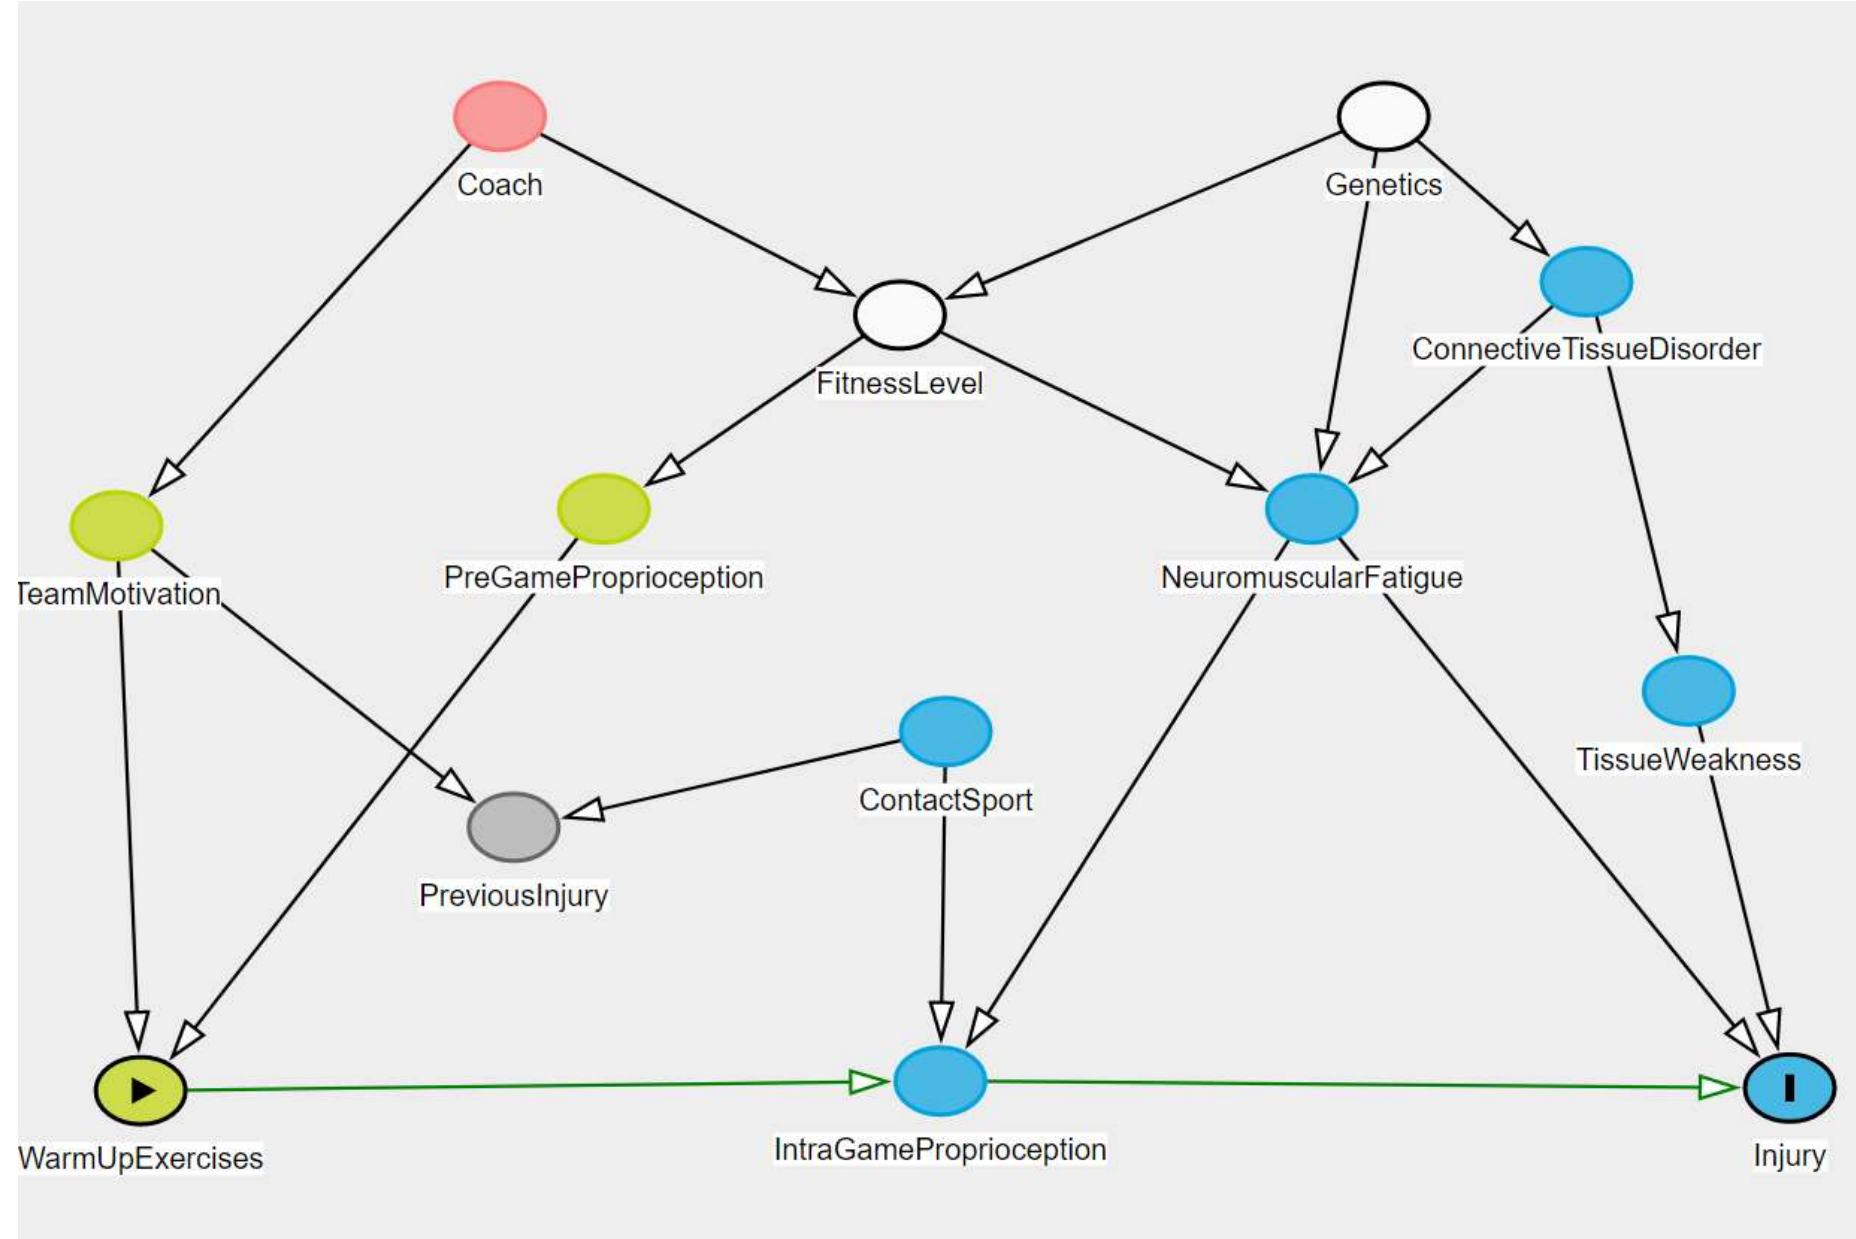 Coach
Genetics
ConnectiveTissueDisorder
FitnessLevel
PreGameProprioception
NeuromuscularFatigue
TeamMotivation
TissueWeakness
ContactSport
PreviousInjury
IntraGameProprioception
Injury
WarmUpExercises